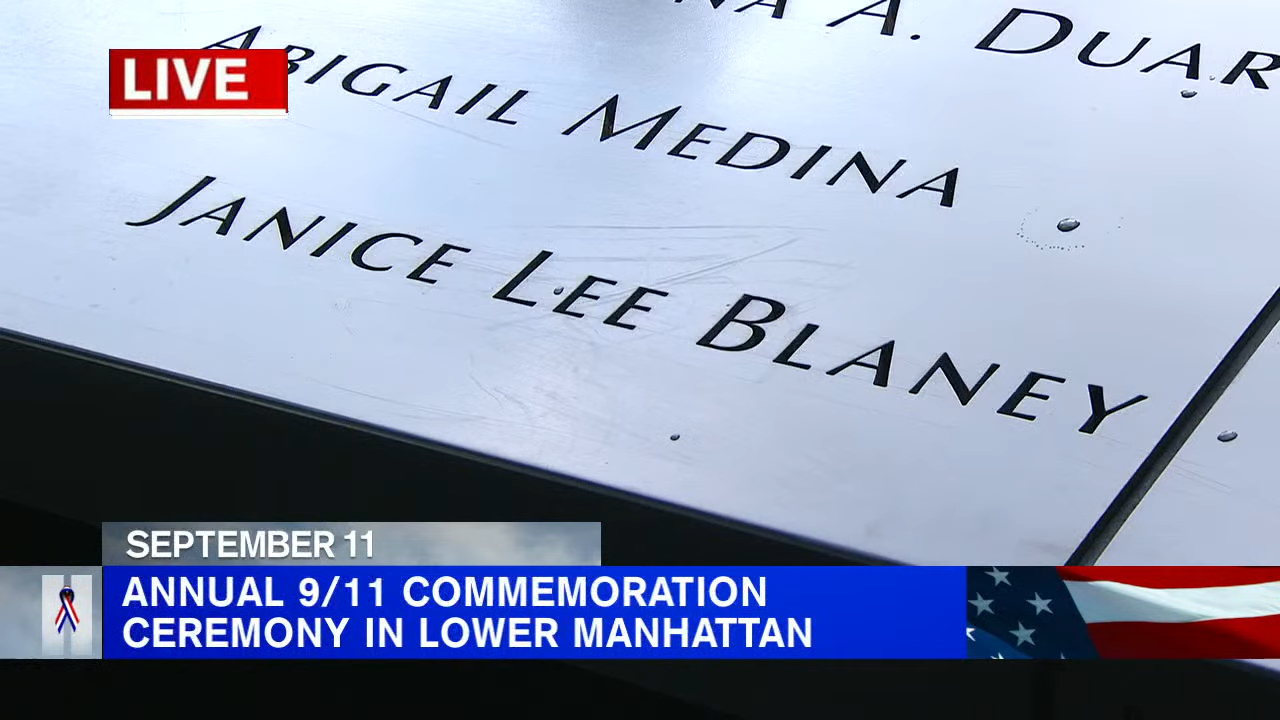 A. DUAR
LIVE
ABIGAIL MEDINA
JANICE LEE BLANEY
SEPTEMBER 11
ANNUAL 9/11 COMMEMORATION
CEREMONY IN LOWER MANHATTAN